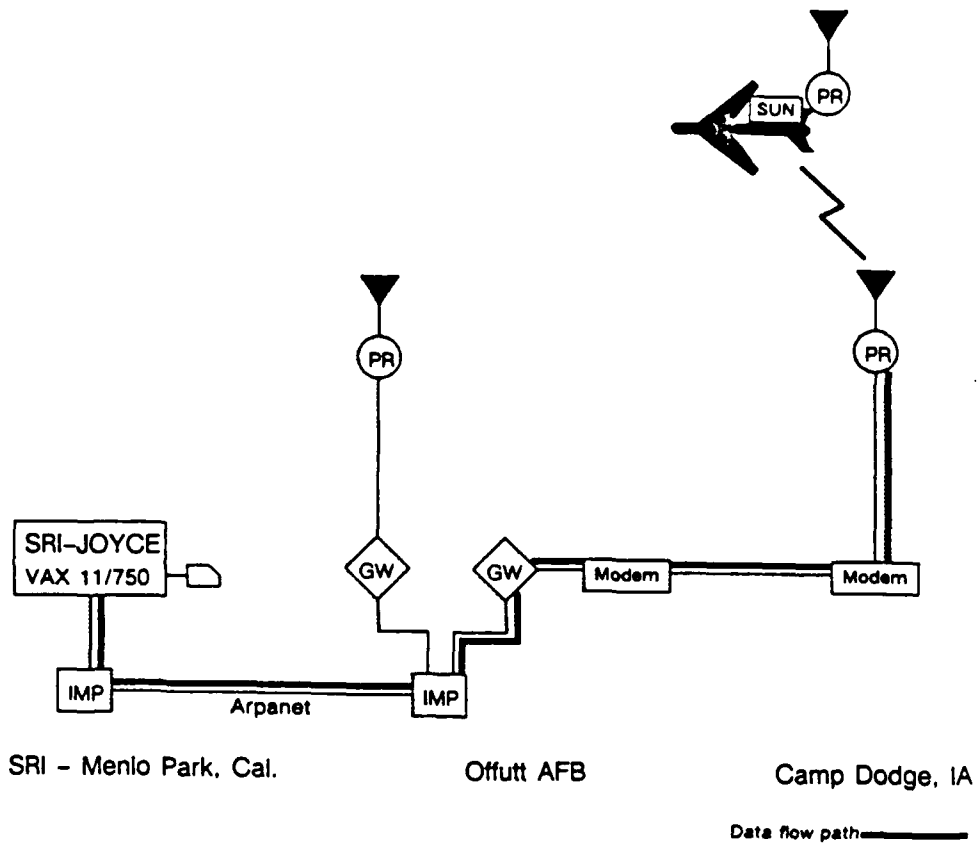 PR
SUN
PR
PR
SRI-JOYCE
VAX 11/750
GW
GW
Modem
Modem
IMP
Arpanet
IMP
SRI - Menlo Park, Cal.
Offutt AFB
Camp Dodge, IA
Data flow path